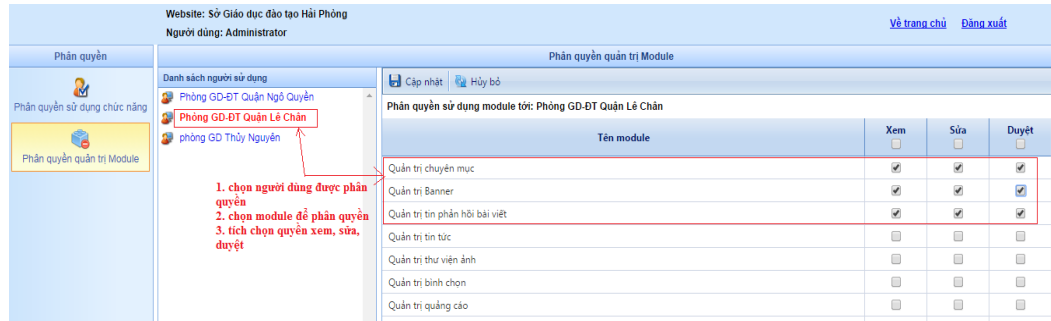 Website: Sở Giáo dục đào tạo Hải Phòng
Người dùng: Administrator
Về trang chủ Đăng xuất
Phân quyền
Phân quyền quản trị Module
Phân quyền sử dụng chức năng
Phân quyền quản trị Module
Danh sách người sử dụng
Phòng GD-ĐT Quận Ngô Quyền
Phòng GD-ĐT Quận Lê Chân
phòng GD Thủy Nguyên
1. chọn người dùng được phân
quyền
2. chọn module để phân quyền
3. tích chọn quyền xem, sữa,
duyệt
Cập nhật Hủy bỏ
Phân quyền sử dụng module tới: Phòng GD-ĐT Quận Lê Chân
Tên module Xem Sửa Duyệt
Quản trị chuyên mục
Quản trị Banner
Quản trị tin phản hồi bài viết
Quản trị tin tức
Quản trị thư viện ảnh
Quản trị bình chọn
Quản trị quảng cáo